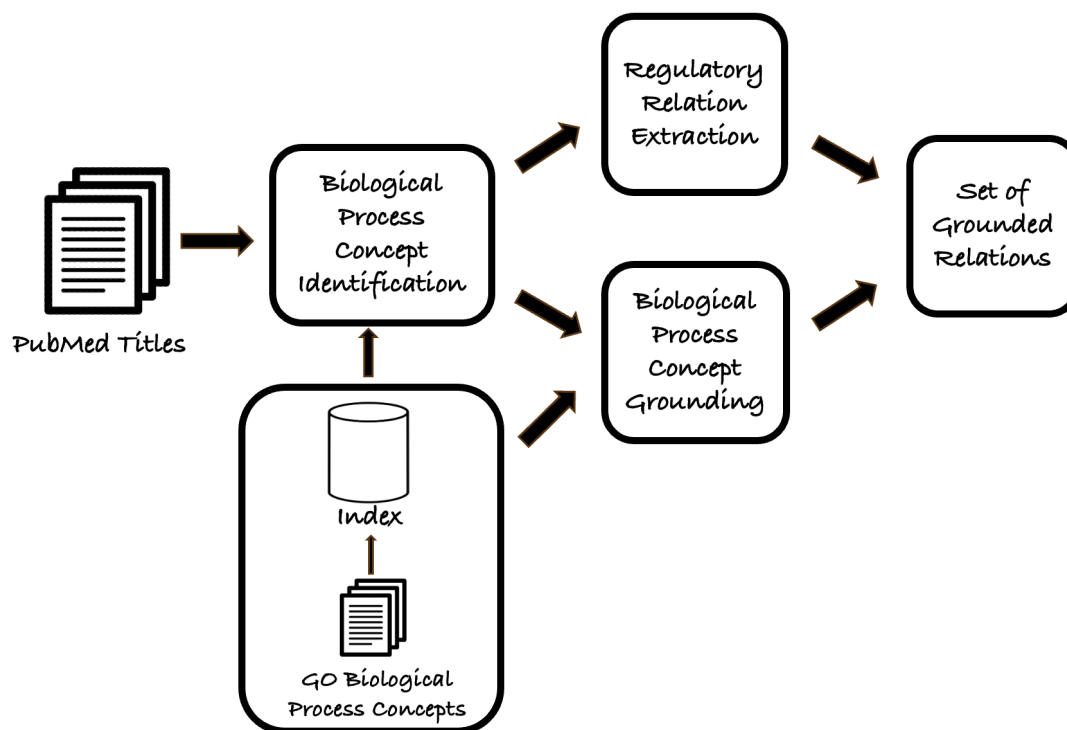 PubMed Titles
Biological
Process
Concept
Identification
Index
GO Biological
Process Concepts
Regulatory
Relation
Extraction
Biological
Process
Concept
Grounding
Set of
Grounded
Relations